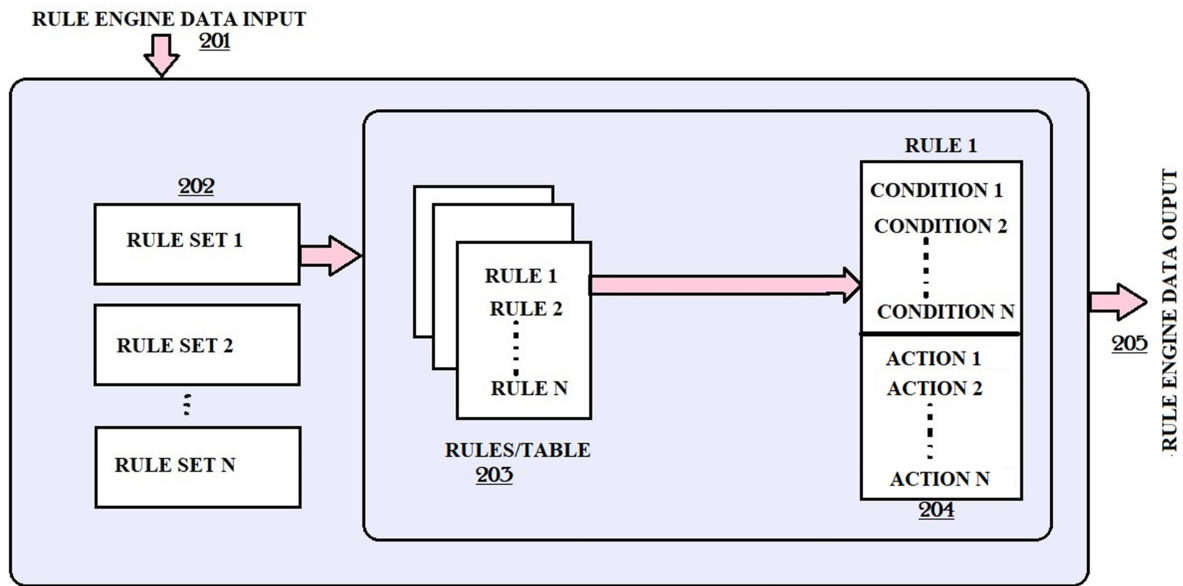 RULE ENGINE DATA INPUT
201
202
RULE SET 1
RULE SET 2
RULE SET N
RULE 1
RULE 2
RULE N
RULES/TABLE
203
RULE 1
CONDITION 1
CONDITION 2
CONDITION N
ACTION 1
ACTION 2
ACTION N
204
205
RULE ENGINE DATA OUPUT